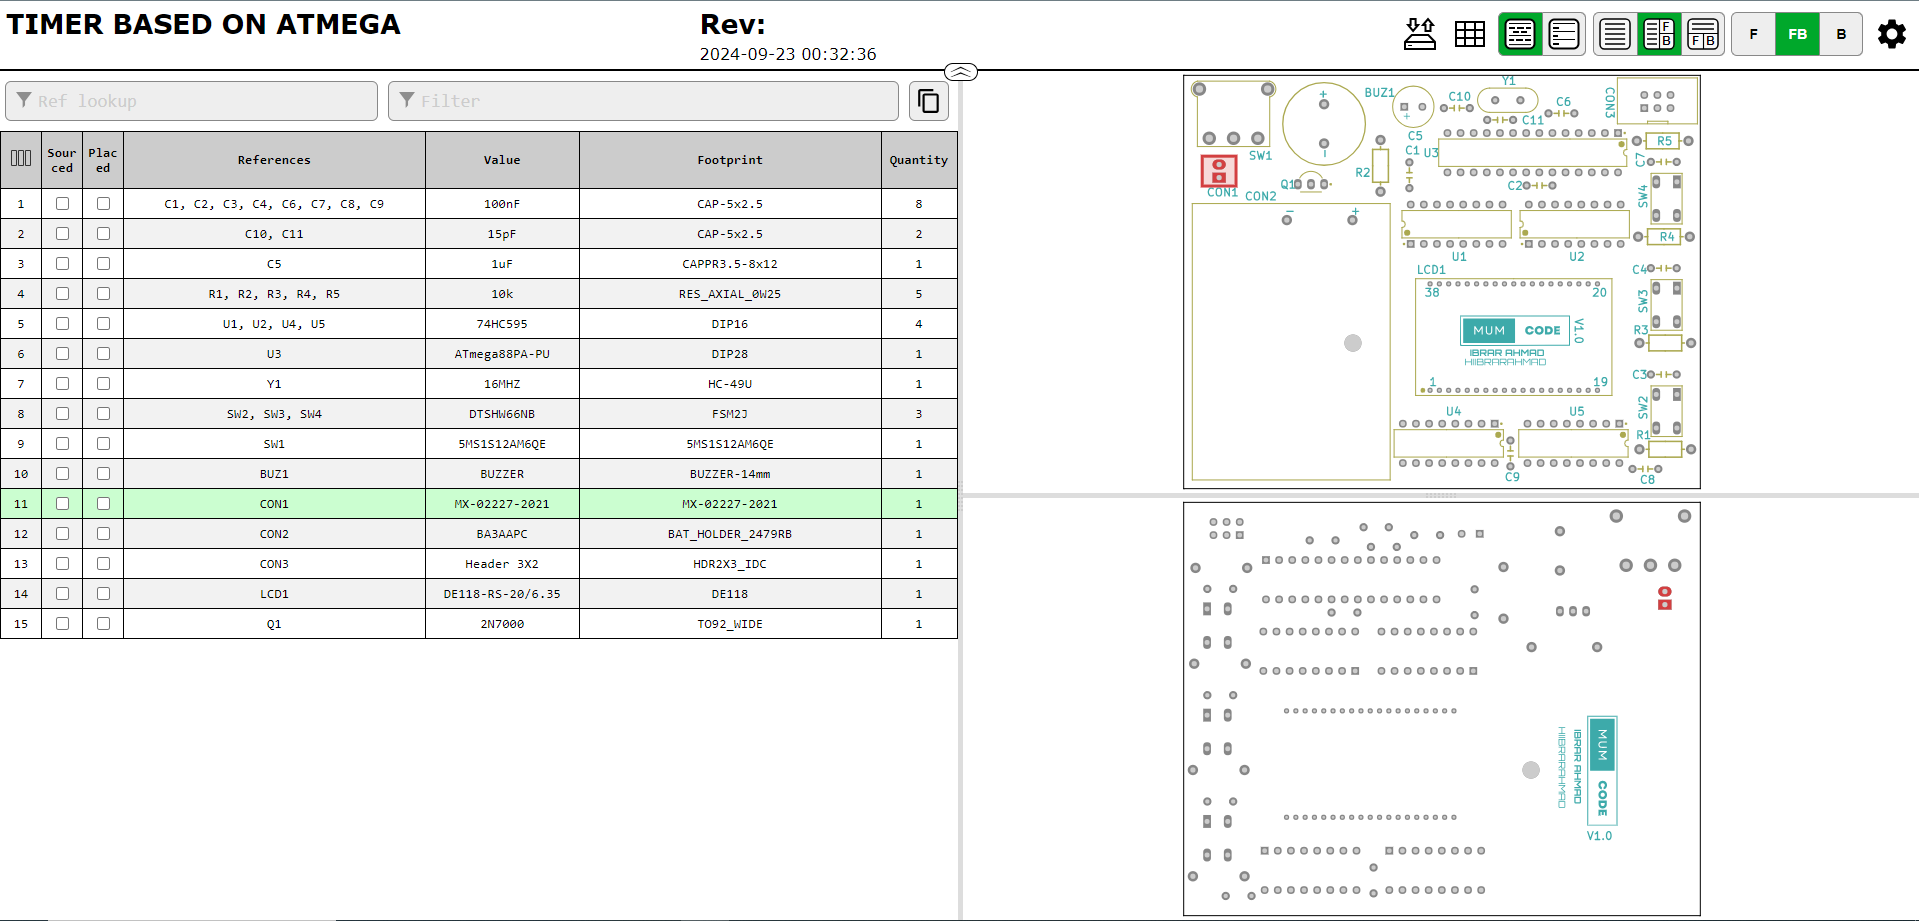 TIMER BASED ON ATMEGA
Rev:
2024-09-23 00:32:36
F
B
F B
F
FB
B
Ref lookup
Filter
Sourced Placed References Value Footprint Quantity
1 C1, C2, C3, C4, C6, C7, C8, C9 100nF CAP-5x2.5 8
2 C10, C11 15pF CAP-5x2.5 2
3 C5 1uF CAPPR3.5-8x12 1
4 R1, R2, R3, R4, R5 10k RES_AXIAL_0W25 5
5 U1, U2, U4, U5 74HC595 DIP16 4
6 U3 ATmega88PA-PU DIP28 1
7 Y1 16MHZ HC-49U 1
8 SW2, SW3, SW4 DTSHW66NB FSM2J 3
9 SW1 5MS1S12AM6QE 5MS1S12AM6QE 1
10 BUZ1 BUZZER BUZZER-14mm 1
11 CON1 MX-02227-2021 MX-02227-2021 1
12 CON2 BA3AAPC BAT_HOLDER_2479RB 1
13 CON3 Header 3X2 HDR2X3_IDC 1
14 LCD1 DE118-RS-20/6.35 DE118 1
15 Q1 2N7000 TO92_WIDE 1
Y1
BUZ1
C10
C6
CON3
C11
C5
SW1
C1
U3
R5
C7
R2
Q1
C2
CON1
CON2
SW4
R4
U1
U2
LCD1
C4
38
20
SW3
MUM CODE
V1.0
R3
IBRAR AHMAD
HIIBRARAHMAD
C3
1
19
SW2
U4
U5
R1
C9
C8
MUM CODE
IBRAR AHMAD
HIIBRARAHMAD
V1.0